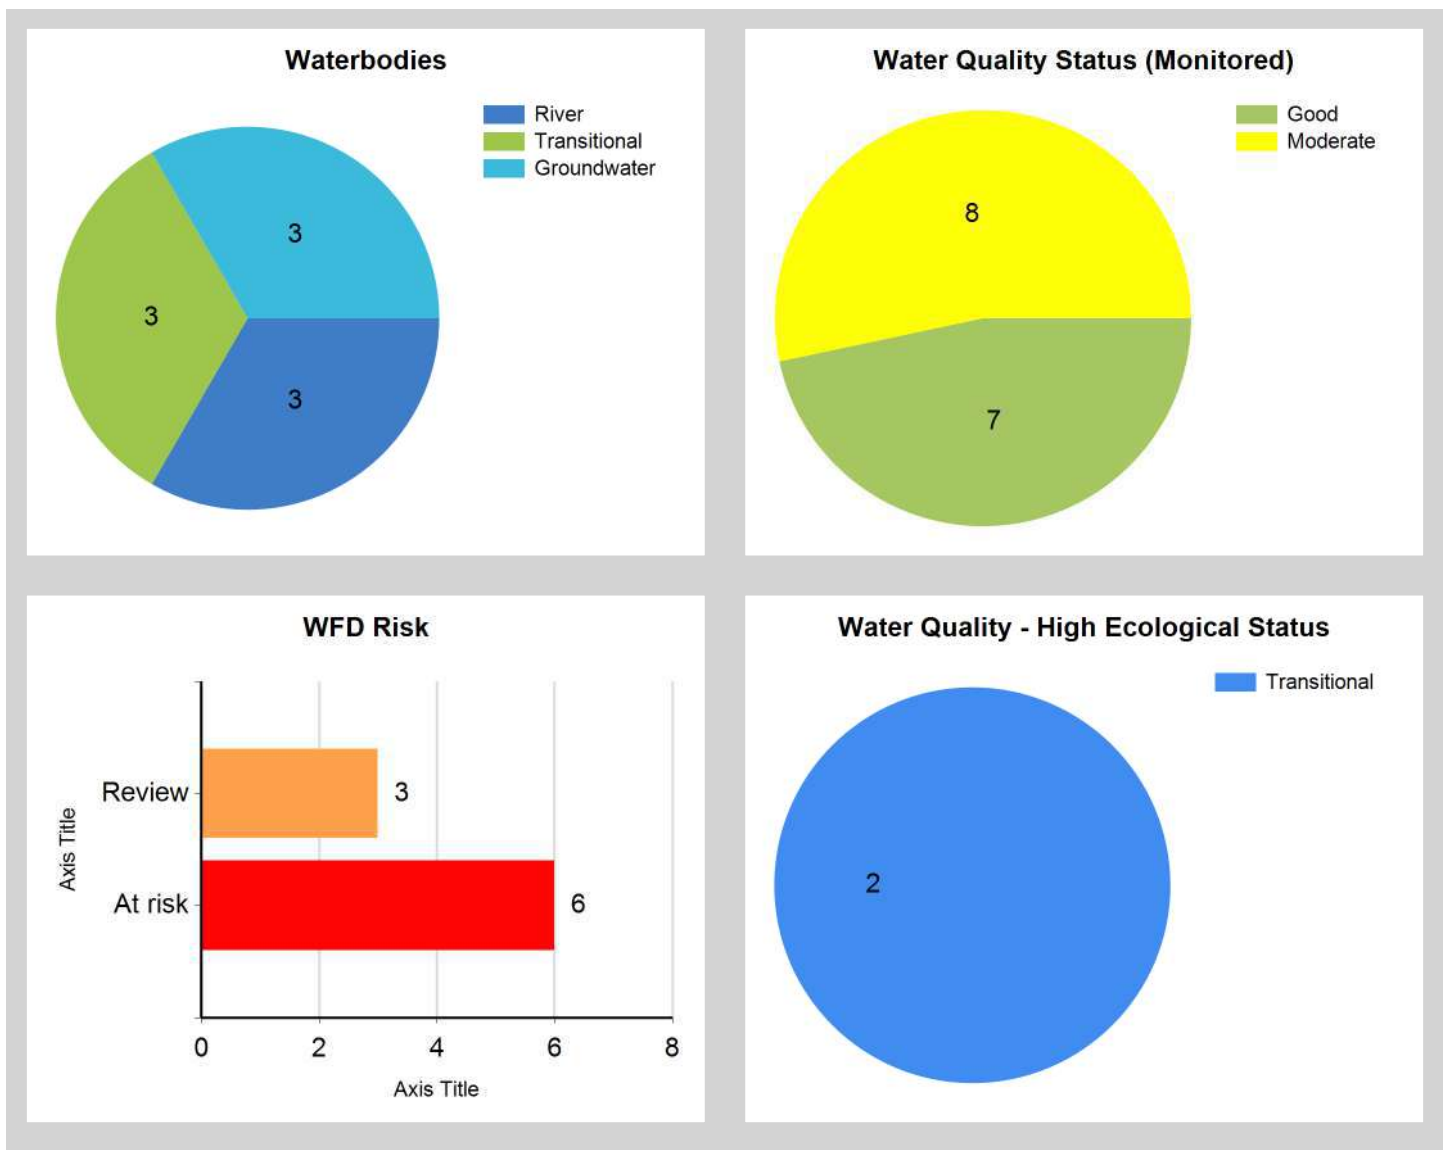 Waterbodies
River
Transitional
Groundwater
3
3
3
Water Quality Status (Monitored)
Good
Moderate
8
7
WFD Risk
Review
3
At risk
6
Axis Title
0 2 4 6 8
Axis Title
Water Quality - High Ecological Status
Transitional
2